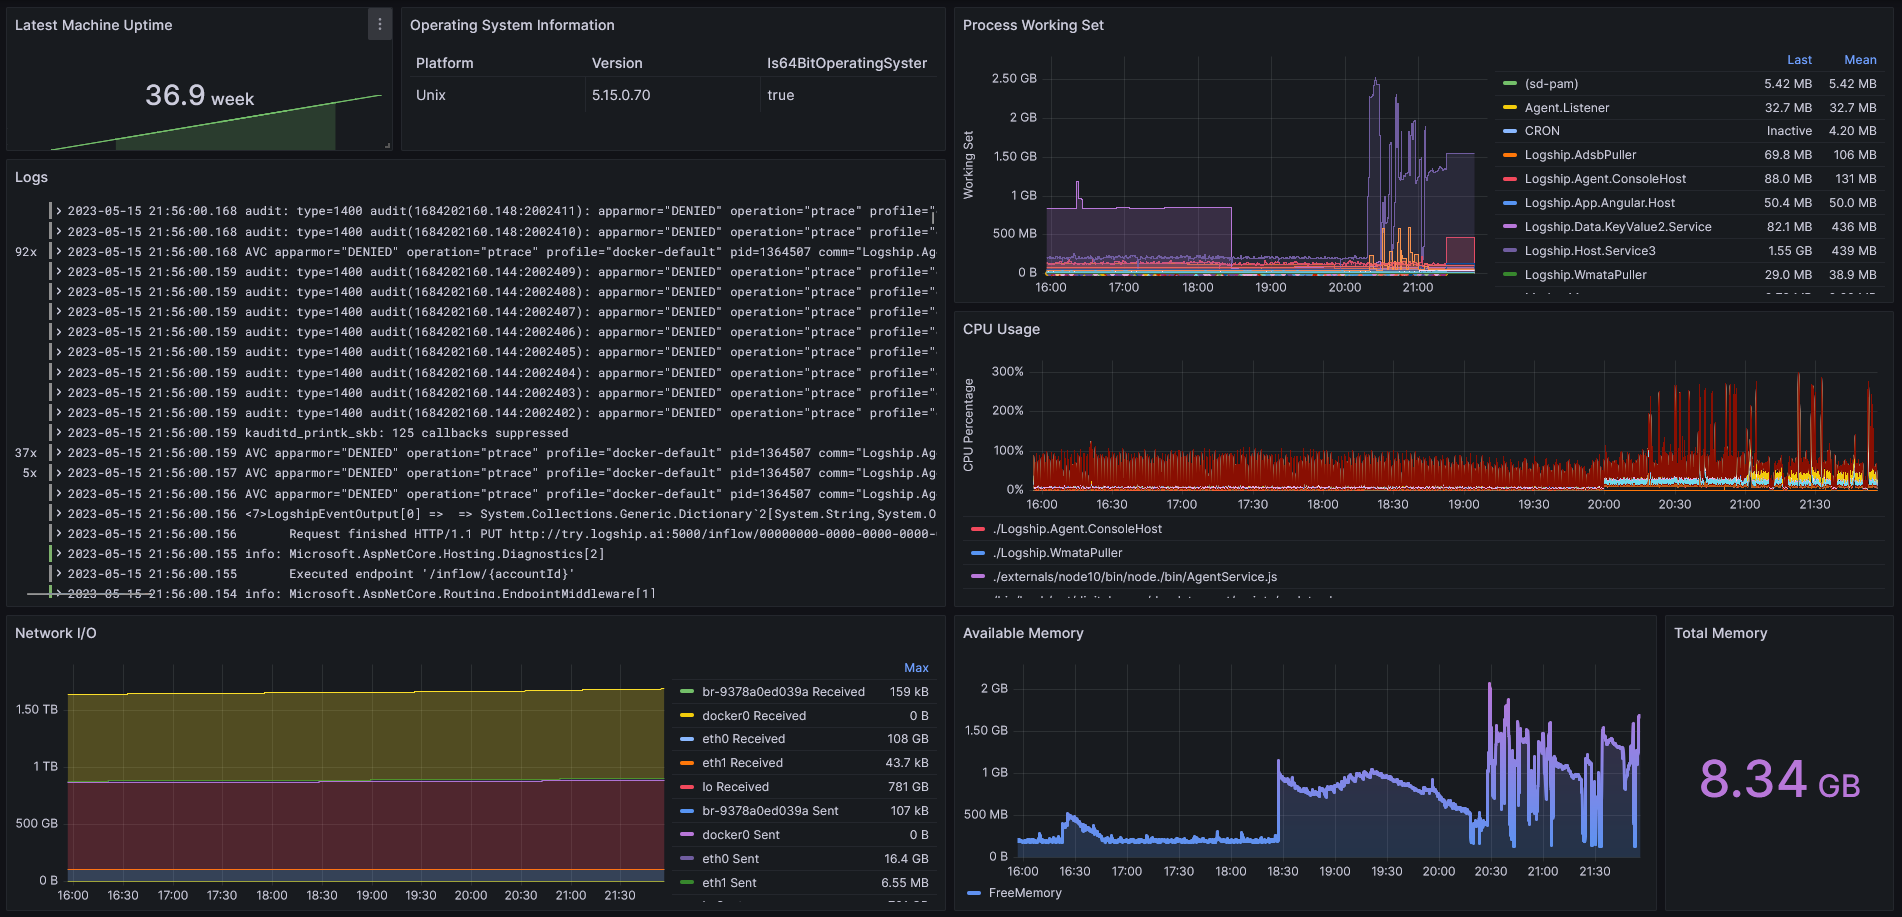 Latest Machine Uptime
36.9 week
Operating System Information
Platform Version Is64BitOperatingSyster
Unix 5.15.0.70 true
Logs
2023-05-15 21:56:00.168 audit: type=1400 audit(1684202160.148:2002411): apparmor="DENIED" operation="ptrace" profile="
2023-05-15 21:56:00.168 audit: type=1400 audit(1684202160.148:2002410): apparmor="DENIED" operation="ptrace" profile="
92x 2023-05-15 21:56:00.168 AVC apparmor="DENIED" operation="ptrace" profile="docker-default" pid=1364507 comm="Logship.Ag
2023-05-15 21:56:00.159 audit: type=1400 audit(1684202160.144:2002409): apparmor="DENIED" operation="ptrace" profile="
2023-05-15 21:56:00.159 audit: type=1400 audit(1684202160.144:2002408): apparmor="DENIED" operation="ptrace" profile="
2023-05-15 21:56:00.159 audit: type=1400 audit(1684202160.144:2002407): apparmor="DENIED" operation="ptrace" profile="
2023-05-15 21:56:00.159 audit: type=1400 audit(1684202160.144:2002406): apparmor="DENIED" operation="ptrace" profile="
2023-05-15 21:56:00.159 audit: type=1400 audit(1684202160.144:2002405): apparmor="DENIED" operation="ptrace" profile="
2023-05-15 21:56:00.159 audit: type=1400 audit(1684202160.144:2002404): apparmor="DENIED" operation="ptrace" profile="
2023-05-15 21:56:00.159 audit: type=1400 audit(1684202160.144:2002403): apparmor="DENIED" operation="ptrace" profile="
2023-05-15 21:56:00.159 audit: type=1400 audit(1684202160.144:2002402): apparmor="DENIED" operation="ptrace" profile="
2023-05-15 21:56:00.159 kauditd_printk_skb: 125 callbacks suppressed
37x 2023-05-15 21:56:00.159 AVC apparmor="DENIED" operation="ptrace" profile="docker-default" pid=1364507 comm="Logship.Ag
5x 2023-05-15 21:56:00.157 AVC apparmor="DENIED" operation="ptrace" profile="docker-default" pid=1364507 comm="Logship.Ag
2023-05-15 21:56:00.156 AVC apparmor="DENIED" operation="ptrace" profile="docker-default" pid=1364507 comm="Logship.Ag
2023-05-15 21:56:00.156 <7>LogshipEventOutput[0] => => System.Collections.Generic.Dictionary`2[System.String,System.O
2023-05-15 21:56:00.156 Request finished HTTP/1.1 PUT http://try.logship.ai:5000/inflow/00000000-0000-0000-0000-
2023-05-15 21:56:00.155 info: Microsoft.AspNetCore.Hosting.Diagnostics[2]
2023-05-15 21:56:00.155 Executed endpoint '/inflow/{accountId}'
2023-05-15 21:56:00.154 info: Microsoft.AspNetCore.Routing.EndpointMiddleware[1]
Process Working Set
Working Set
2.50 GB
2 GB
1.50 GB
1 GB
500 MB
0 B
16:00 17:00 18:00 19:00 20:00 21:00
Last Mean
(sd-pam) 5.42 MB 5.42 MB
Agent.Listener 32.7 MB 32.7 MB
CRON Inactive 4.20 MB
Logship.AdsbPuller 69.8 MB 106 MB
Logship.Agent.ConsoleHost 88.0 MB 131 MB
Logship.App.Angular.Host 50.4 MB 50.0 MB
Logship.Data.KeyValue2.Service 82.1 MB 436 MB
Logship.Host.Service3 1.55 GB 439 MB
Logship.WmataPuller 29.0 MB 38.9 MB
CPU Usage
CPU Percentage
300%
200%
100%
0%
16:00 16:30 17:00 17:30 18:00 18:30 19:00 19:30 20:00 20:30 21:00 21:30
./Logship.Agent.ConsoleHost
./Logship.WmataPuller
./externals/node10/bin/node./bin/AgentService.js
Network I/O
1.50 TB
1 TB
500 GB
0 B
16:00 16:30 17:00 17:30 18:00 18:30 19:00 19:30 20:00 20:30 21:00 21:30
Max
br-9378a0ed039a Received 159 kB
docker0 Received 0 B
eth0 Received 108 GB
eth1 Received 43.7 kB
lo Received 781 GB
br-9378a0ed039a Sent 107 kB
docker0 Sent 0 B
eth0 Sent 16.4 GB
eth1 Sent 6.55 MB
Available Memory
2 GB
1.50 GB
1 GB
500 MB
0 B
16:00 16:30 17:00 17:30 18:00 18:30 19:00 19:30 20:00 20:30 21:00 21:30
FreeMemory
Total Memory
8.34 GB